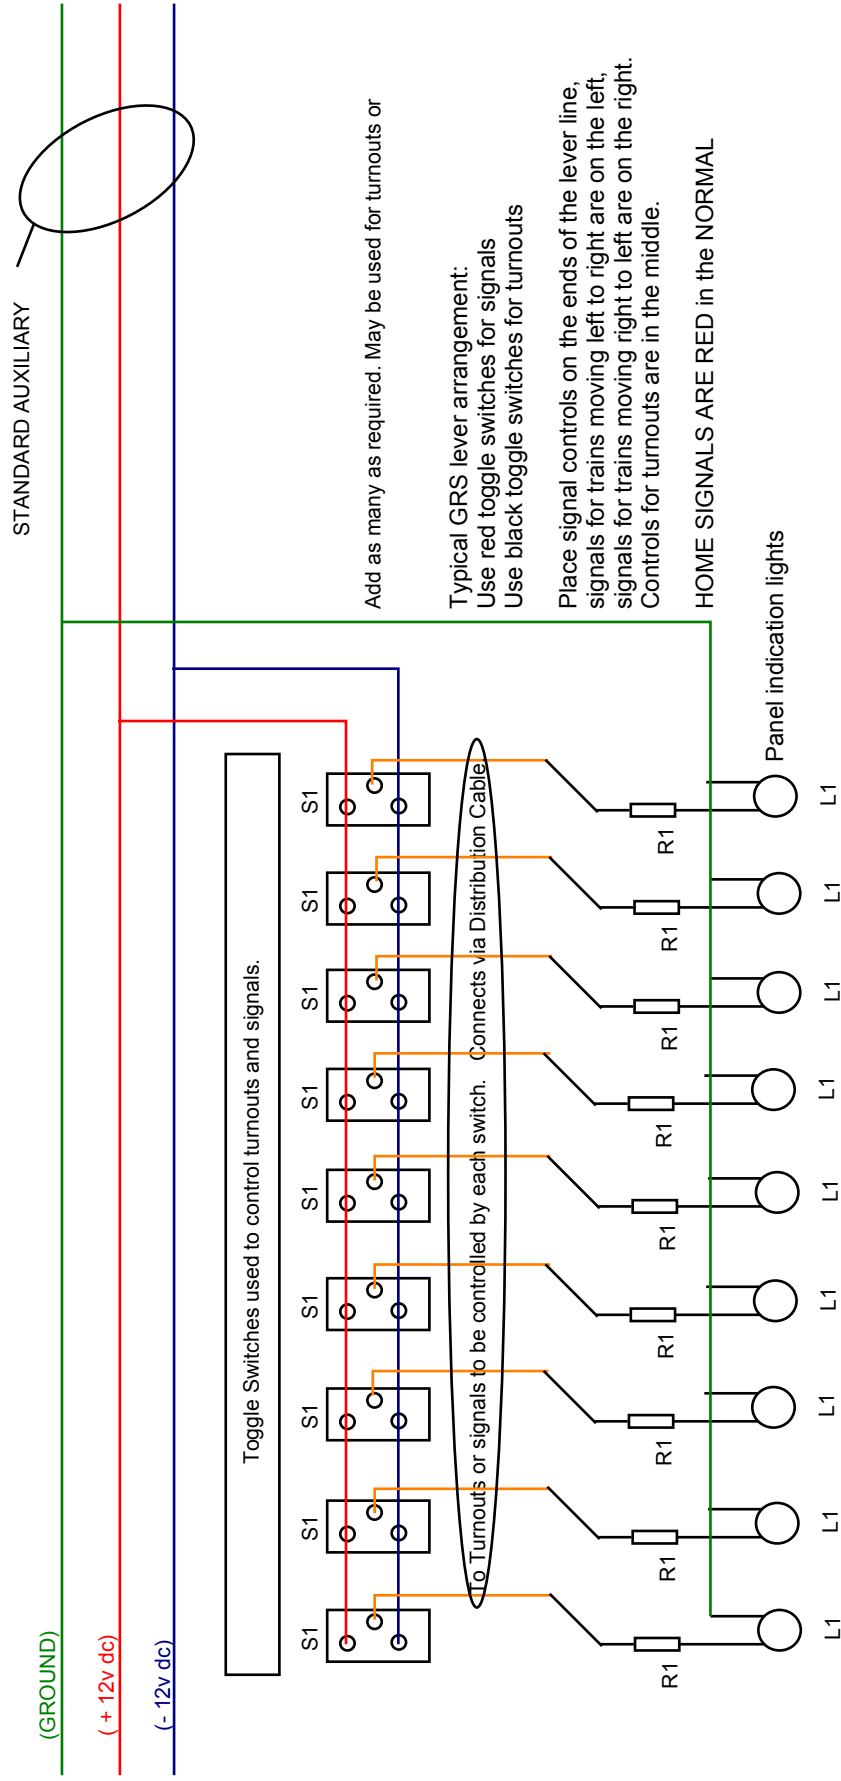 STANDARD AUXILIARY
(GROUND)
( + 12v dc)
(- 12v dc)
Toggle Switches used to control turnouts and signals.
S1
S1
S1
S1
S1
S1
S1
S1
S1
Add as many as required. May be used for turnouts or
Typical GRS lever arrangement:
Use red toggle switches for signals
Use black toggle switches for turnouts
To Turnouts or signals to be controlled by each switch. Connects via Distribution Cable
Place signal controls on the ends of the lever line,
signals for trains moving left to right are on the left,
signals for trains moving right to left are on the right.
Controls for turnouts are in the middle.
HOME SIGNALS ARE RED in the NORMAL
R1
R1
R1
R1
R1
R1
R1
R1
R1
Panel indication lights
L1
L1
L1
L1
L1
L1
L1
L1
L1